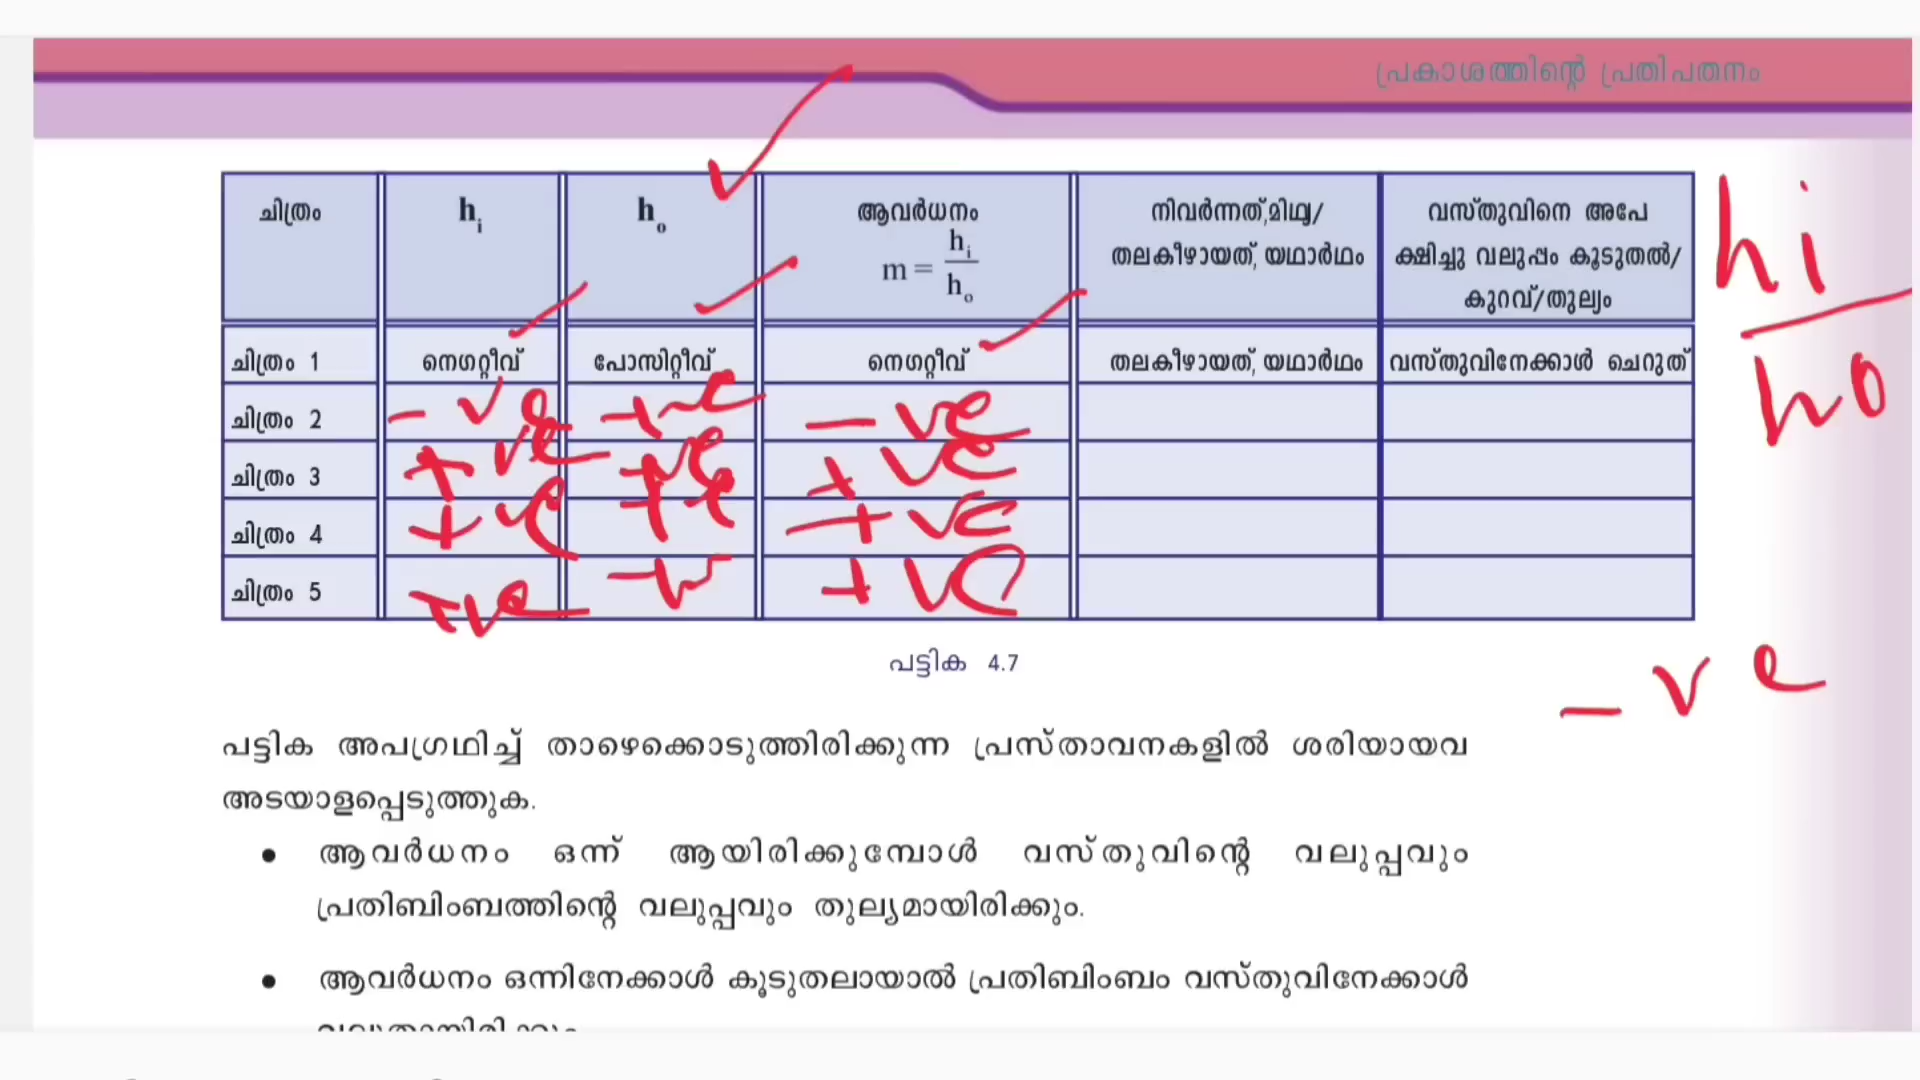 പ്രകാശത്തിന്റെ പ്രതിപതനം
ചിത്രം hi ho ആവർധനം m = hi/ho നിവർന്നത്,മിഥ്യ/ തലകീഴായത്, യഥാർഥം വസ്തുവിനെ അപേ ക്ഷിച്ചു വലുപ്പം കൂടുതൽ/ കുറവ്/തുല്യം
hi
ho
ചിത്രം 1 നെഗറ്റീവ് പോസിറ്റീവ് നെഗറ്റീവ് തലകീഴായത്, യഥാർഥം വസ്തുവിനേക്കാൾ ചെറുത്
ചിത്രം 2 – ve +ve – ve
ചിത്രം 3 + ve +ve + ve
ചിത്രം 4 + ve + ve
ചിത്രം 5 +ve + ve
പട്ടിക 4.7
– ve
പട്ടിക അപഗ്രഥിച്ച് താഴെക്കൊടുത്തിരിക്കുന്ന പ്രസ്താവനകളിൽ ശരിയായവ
അടയാളപ്പെടുത്തുക.
● ആവർധനം ഒന്ന് ആയിരിക്കുമ്പോൾ വസ്തുവിന്റെ വലുപ്പവും
പ്രതിബിംബത്തിന്റെ വലുപ്പവും തുല്യമായിരിക്കും.
● ആവർധനം ഒന്നിനേക്കാൾ കൂടുതലായാൽ പ്രതിബിംബം വസ്തുവിനേക്കാൾ